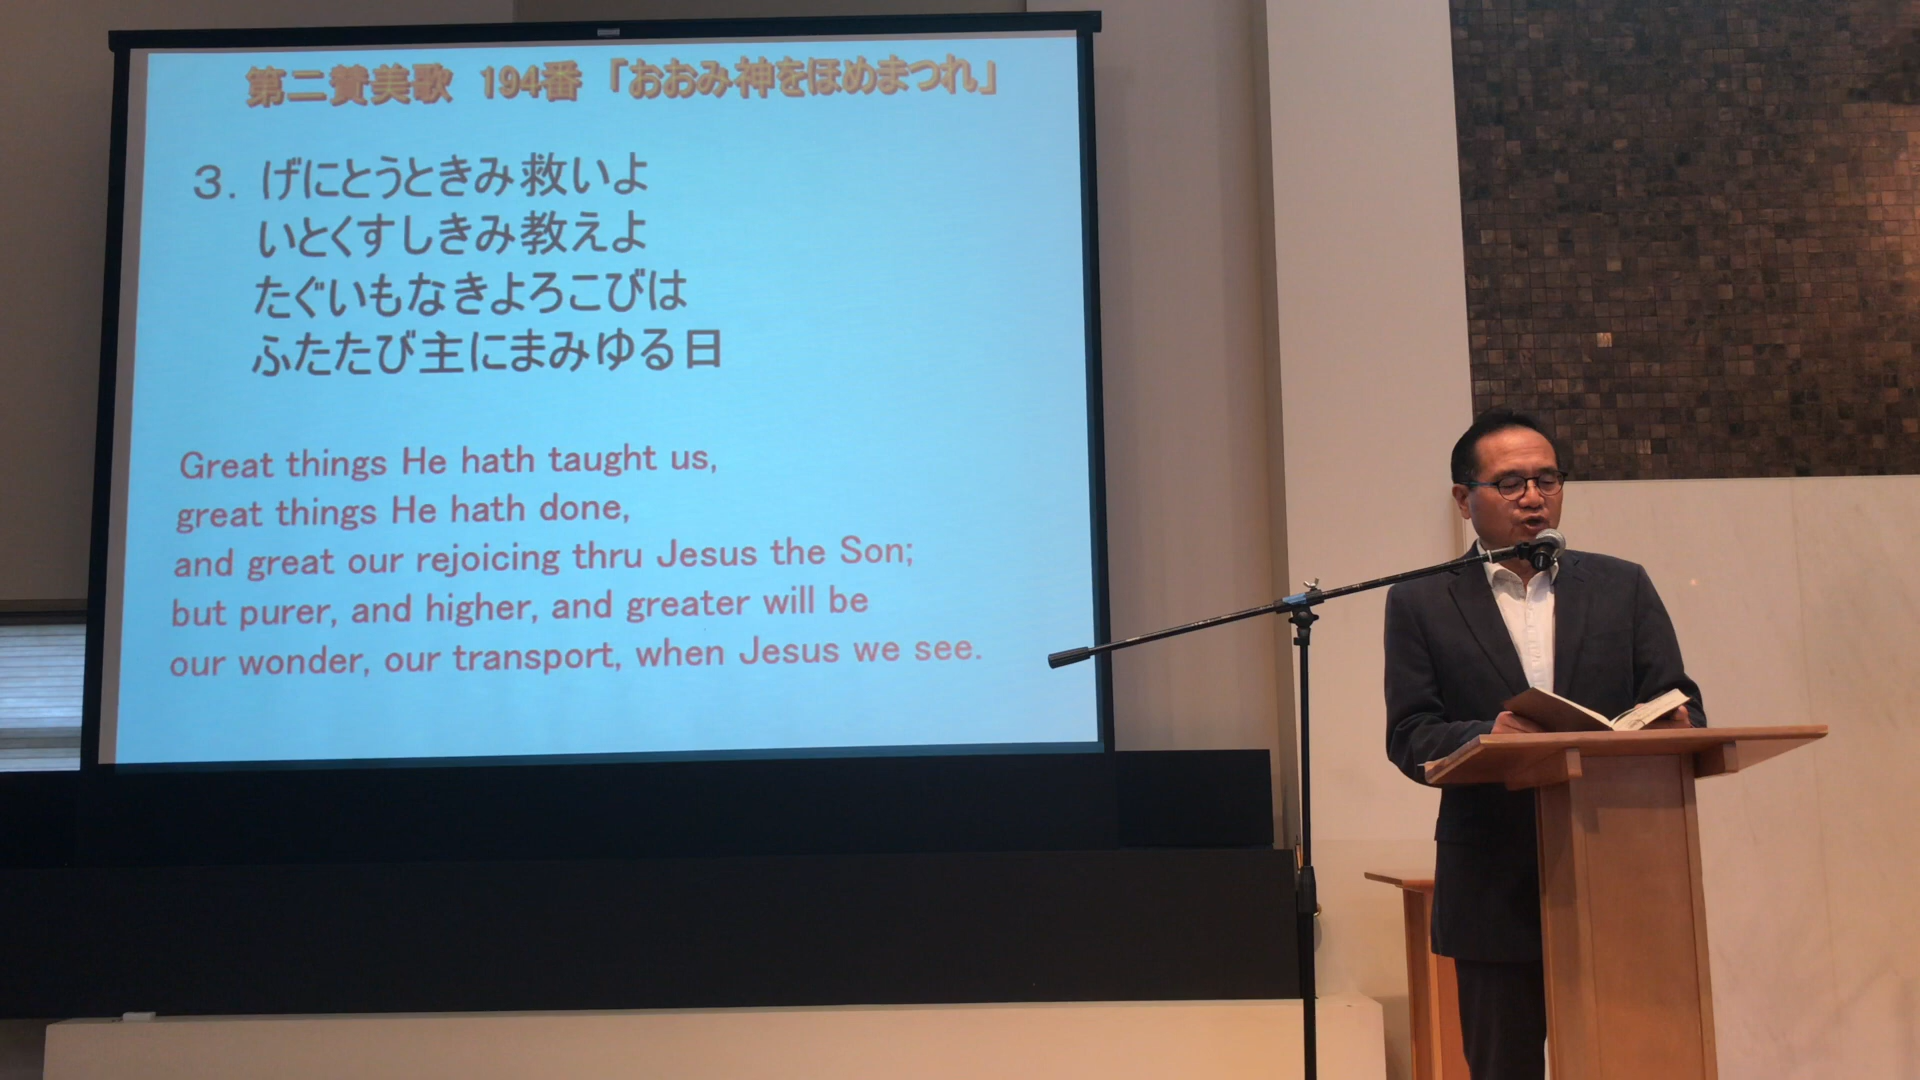 第二賛美歌 194番 「おおみ神をほめまつれ」
３．げにとうときみ救いよ
いとくすしきみ教えよ
たぐいもなきよろこびは
ふたたび主にまみゆる日
Great things He hath taught us,
great things He hath done,
and great our rejoicing thru Jesus the Son;
but purer, and higher, and greater will be
our wonder, our transport, when Jesus we see.